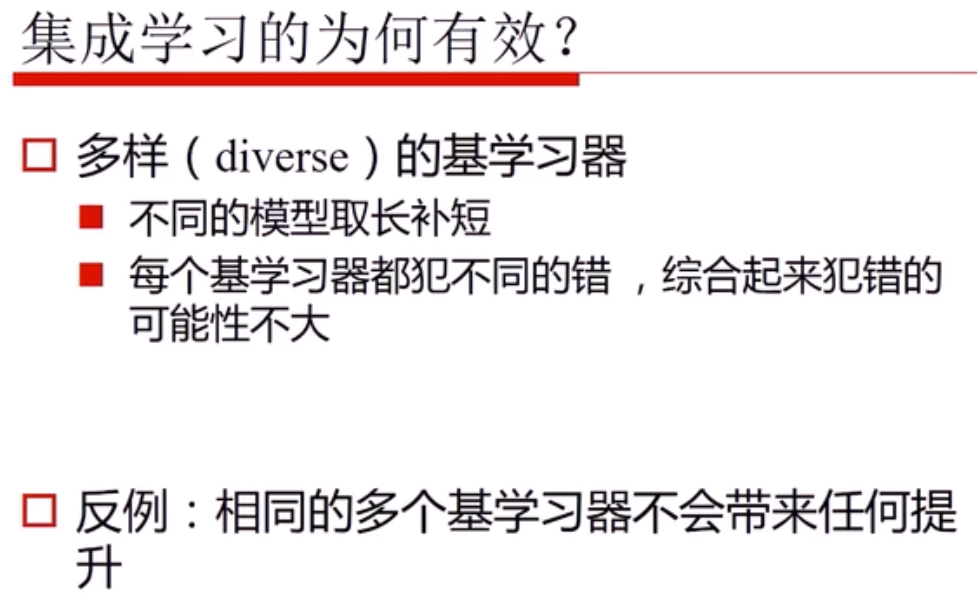 集成学习的为何有效？
多样（diverse）的基学习器
不同的模型取长补短
每个基学习器都犯不同的错，综合起来犯错的
可能性不大
反例：相同的多个基学习器不会带来任何提
升